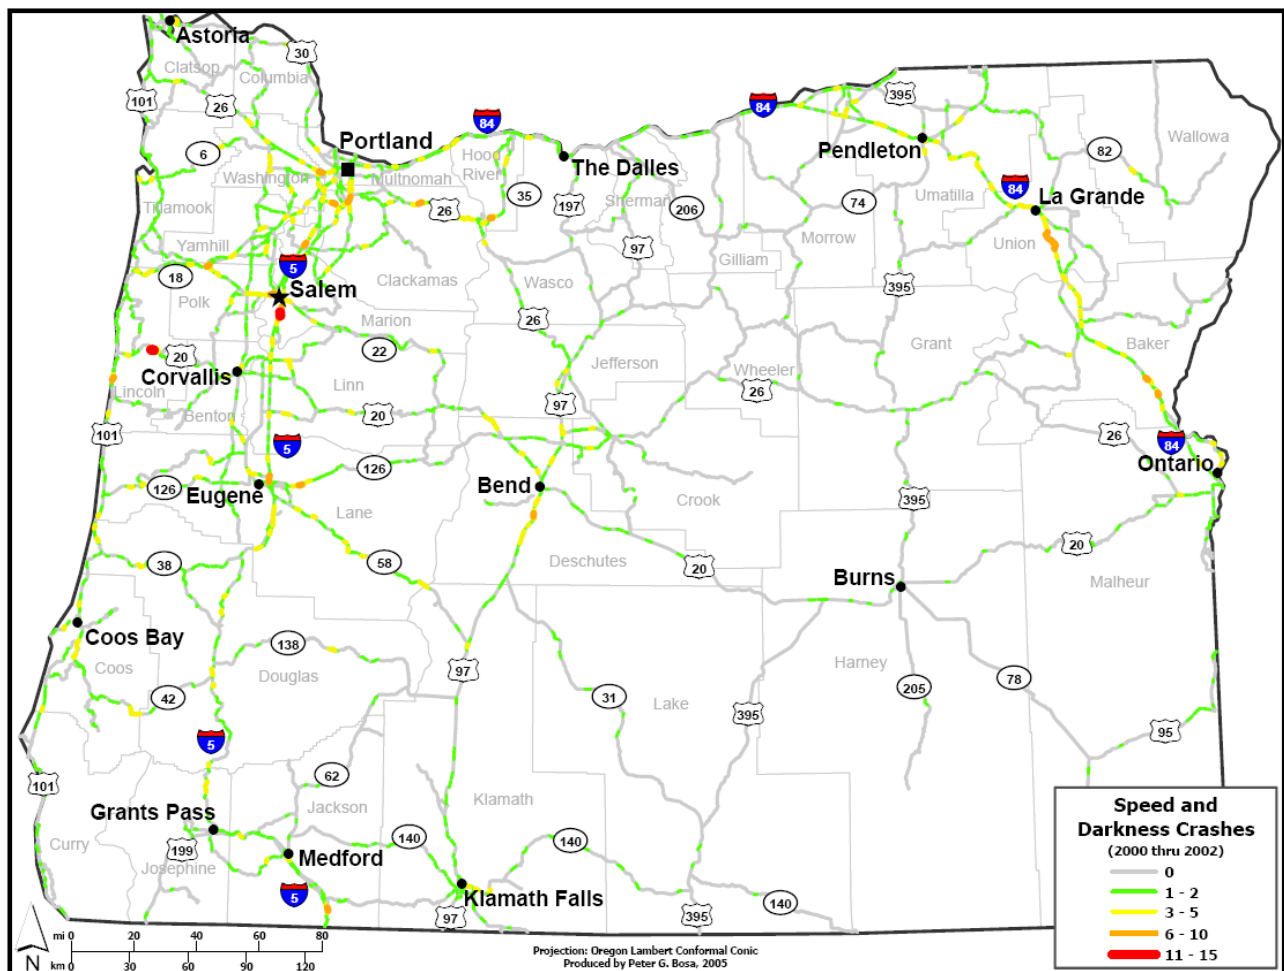 Astoria
30
Clatsop
Columbia
101
26
84
84
395
Portland
Pendleton
Wallowa
6
Hood
River
The Dalles
82
Washington
Multnomah
84
La Grande
35
26
197
Sherman
206
74
Umatilla
Tillamook
Yamhill
97
Morrow
Union
5
18
Clackamas
Wasco
Gilliam
395
Salem
Polk
Marion
26
22
20
Jefferson
Grant
Baker
Wheeler
Corvallis
26
Lincoln
Linn
97
Benton
20
101
5
26
84
Ontario
126
126
Eugene
Bend
Crook
395
Lane
20
38
58
Deschutes
20
Burns
Malheur
Coos Bay
138
Coos
Douglas
97
Harney
42
31
Lake
205
78
395
5
95
62
101
Jackson
Klamath
Grants Pass
140
140
Curry
199
Josephine
Medford
5
Klamath Falls
97
395
140
Speed and
Darkness Crashes
(2000 thru 2002)
0
1 - 2
3 - 5
6 - 10
11 - 15
N
mi 0 20 40 60 80
km 0 30 60 90 120
Projection: Oregon Lambert Conformal Conic
Produced by Peter G. Bosa, 2005